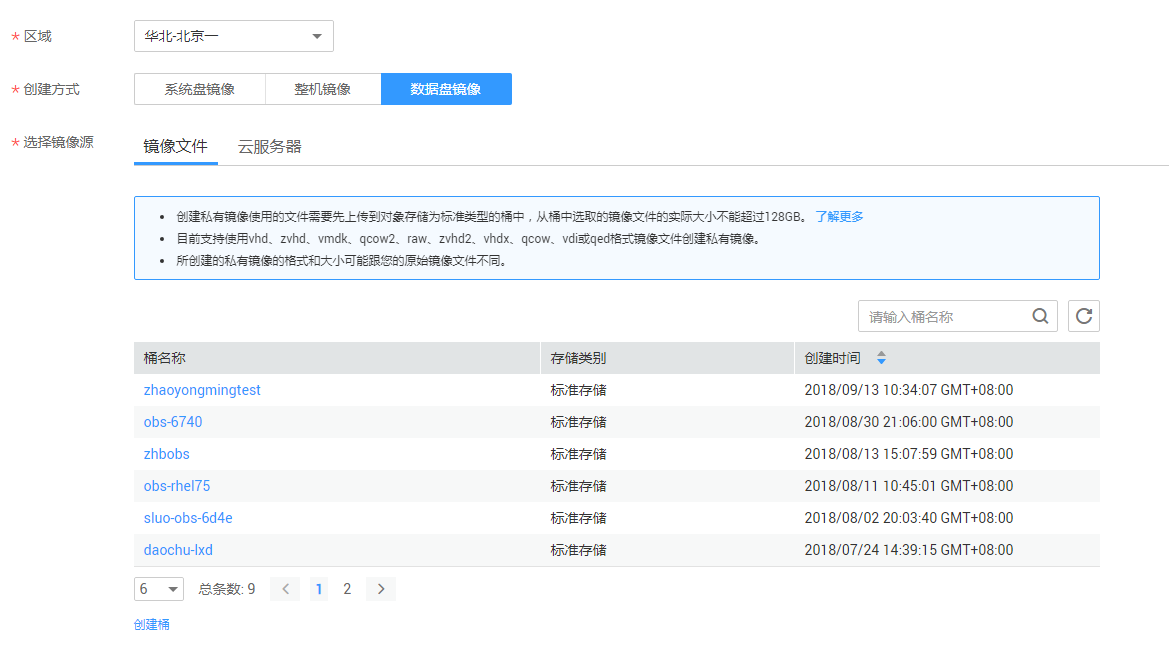 * 区域
华北-北京一
* 创建方式
系统盘镜像 整机镜像 数据盘镜像
* 选择镜像源
镜像文件 云服务器
• 创建私有镜像使用的文件需要先上传到对象存储为标准类型的桶中，从桶中选取的镜像文件的实际大小不能超过128GB。 了解更多
• 目前支持使用vhd、zvhd、vmdk、qcow2、raw、zvhd2、vhdx、qcow、vdi或qed格式镜像文件创建私有镜像。
• 所创建的私有镜像的格式和大小可能跟您的原始镜像文件不同。
请输入桶名称
桶名称 存储类别 创建时间
zhaoyongmingtest 标准存储 2018/09/13 10:34:07 GMT+08:00
obs-6740 标准存储 2018/08/30 21:06:00 GMT+08:00
zhbobs 标准存储 2018/08/13 15:07:59 GMT+08:00
obs-rhel75 标准存储 2018/08/11 10:45:01 GMT+08:00
sluo-obs-6d4e 标准存储 2018/08/02 20:03:40 GMT+08:00
daochu-lxd 标准存储 2018/07/24 14:39:15 GMT+08:00
6 总条数: 9 < 1 2 >
创建桶